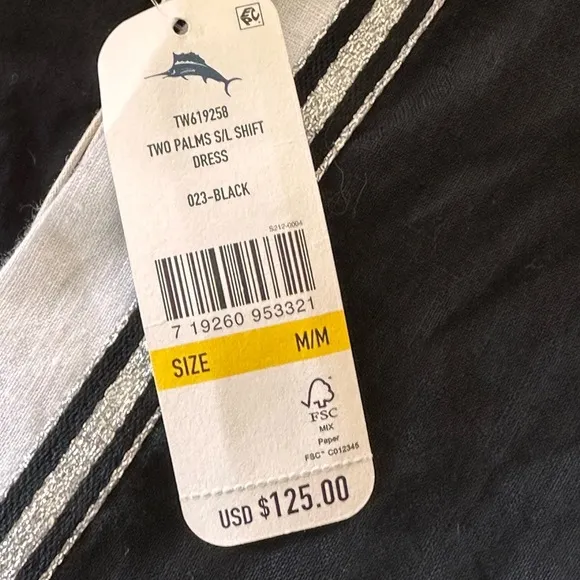 TW619258
TWO PALMS S/L SHIFT
DRESS
023-BLACK
S212-0004
7 19260 953321
SIZE M/M
FSC
MIX
Paper
FSC™ C012345
USD $125.00